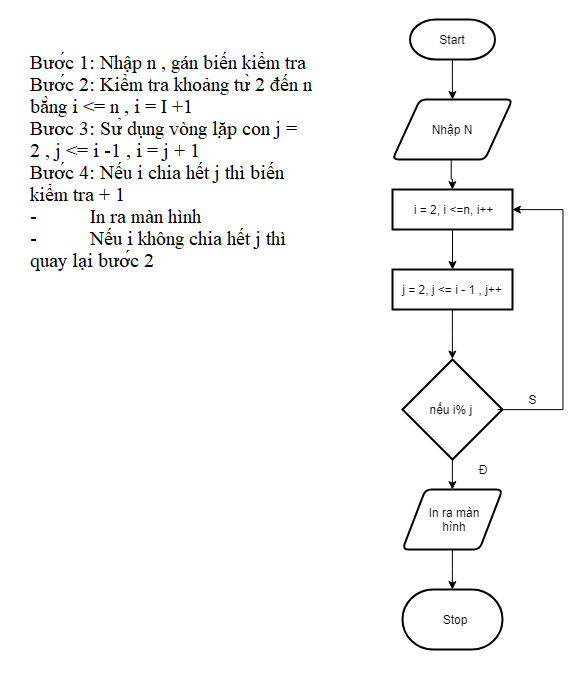 Bước 1: Nhập n , gán biến kiểm tra
Bước 2: Kiểm tra khoảng từ 2 đến n
bằng i <= n , i = I +1
Bươc 3: Sử dụng vòng lặp con j =
2 , j <= i -1 , i = j + 1
Bước 4: Nếu i chia hết j thì biến
kiểm tra + 1
- In ra màn hình
- Nếu i không chia hết j thì
quay lại bước 2
Start
Nhập N
i = 2, i <=n, i++
j = 2, j <= i - 1 , j++
nếu i% j
S
Đ
In ra màn
hình
Stop